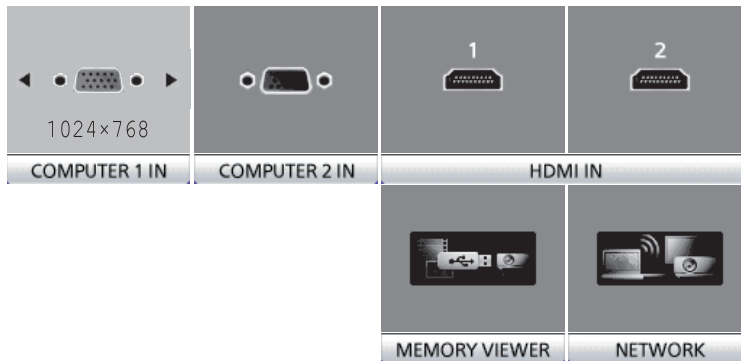 1 2
1024×768
COMPUTER 1 IN COMPUTER 2 IN HDMI IN
MEMORY VIEWER NETWORK